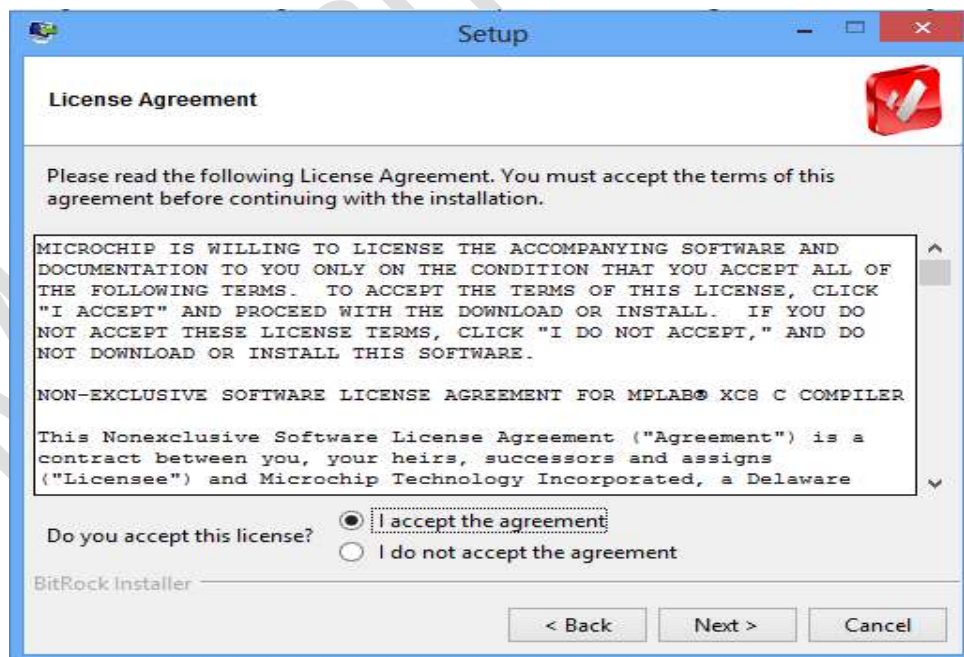 Setup
License Agreement
Please read the following License Agreement. You must accept the terms of this
agreement before continuing with the installation.
MICROCHIP IS WILLING TO LICENSE THE ACCOMPANYING SOFTWARE AND
DOCUMENTATION TO YOU ONLY ON THE CONDITION THAT YOU ACCEPT ALL OF
THE FOLLOWING TERMS.  TO ACCEPT THE TERMS OF THIS LICENSE, CLICK
"I ACCEPT" AND PROCEED WITH THE DOWNLOAD OR INSTALL.  IF YOU DO
NOT ACCEPT THESE LICENSE TERMS, CLICK "I DO NOT ACCEPT," AND DO
NOT DOWNLOAD OR INSTALL THIS SOFTWARE.
NON-EXCLUSIVE SOFTWARE LICENSE AGREEMENT FOR MPLAB® XC8 C COMPILER
This Nonexclusive Software License Agreement ("Agreement") is a
contract between you, your heirs, successors and assigns
("Licensee") and Microchip Technology Incorporated, a Delaware
Do you accept this license?
I accept the agreement
I do not accept the agreement
BitRock Installer
< Back Next > Cancel